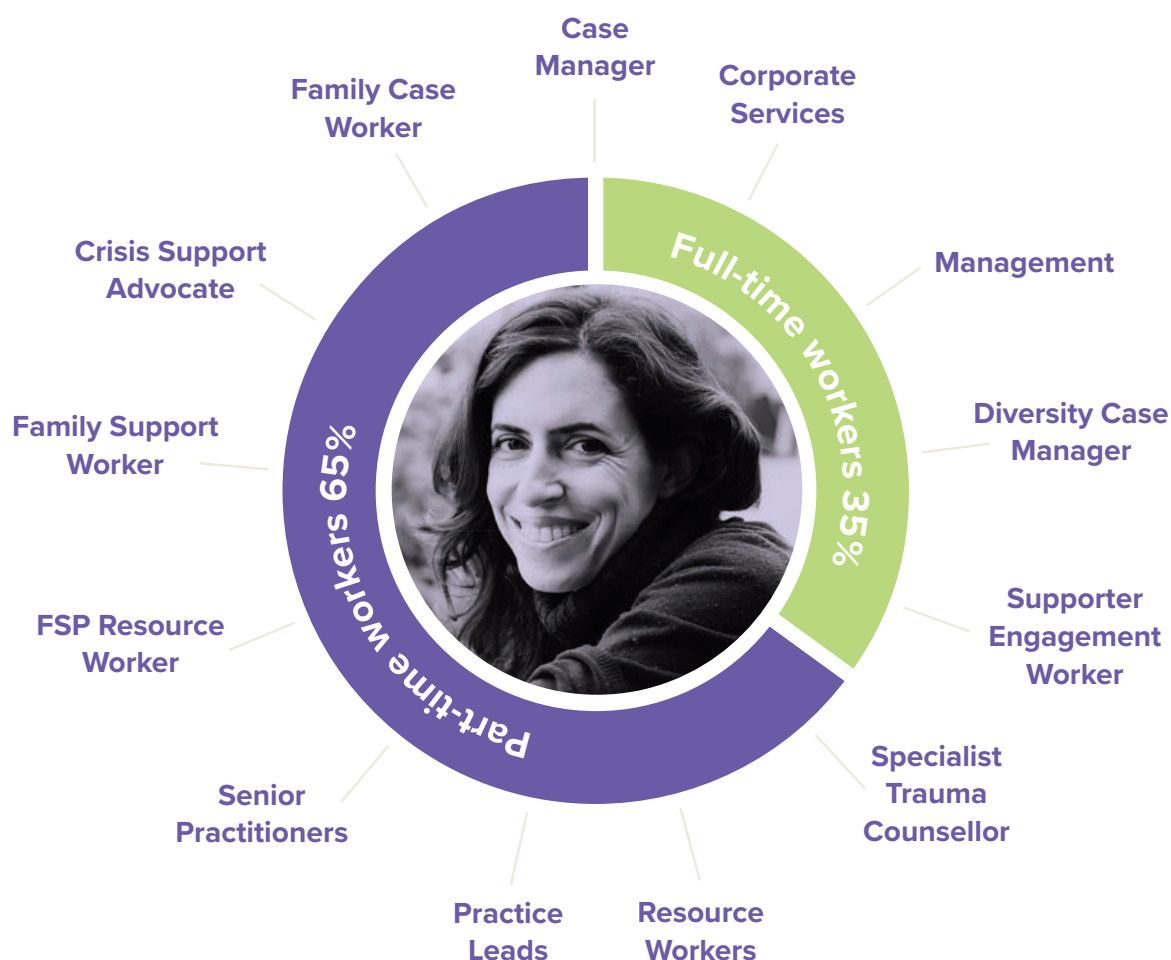 Case
Manager
Corporate
Services
Management
Diversity Case
Manager
Supporter
Engagement
Worker
Specialist
Trauma
Counsellor
Resource
Workers
Practice
Leads
Senior
Practitioners
FSP Resource
Worker
Family Support
Worker
Crisis Support
Advocate
Family Case
Worker
Full-time workers 35%
Part-time workers 65%